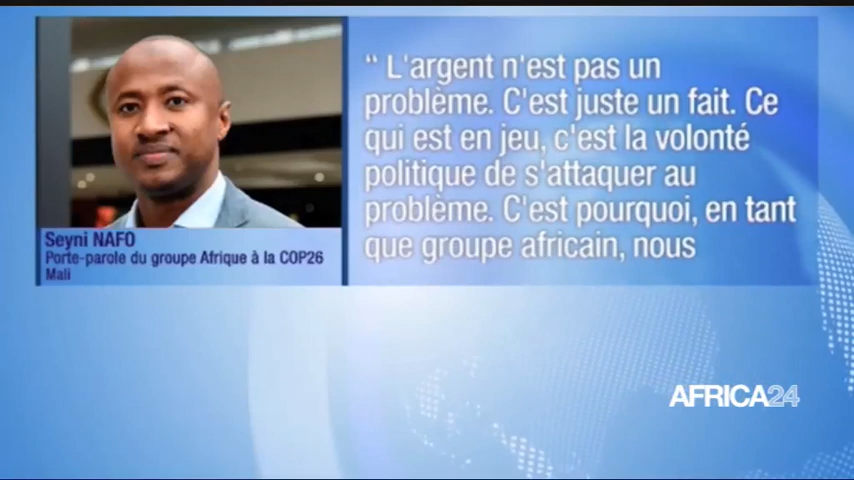 “ L'argent n'est pas un
problème. C'est juste un fait. Ce
qui est en jeu, c'est la volonté
politique de s'attaquer au
problème. C'est pourquoi, en tant
que groupe africain, nous
Seyni NAFO
Porte-parole du groupe Afrique à la COP26
Mali
AFRICA24